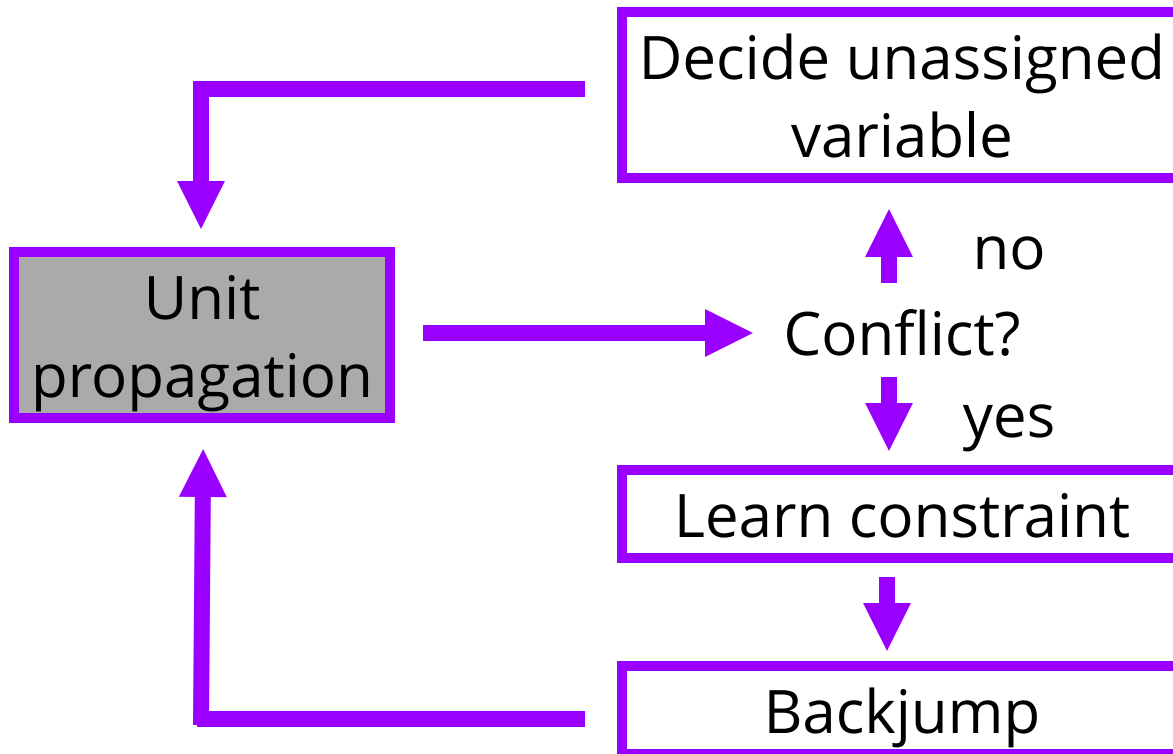 Decide unassigned
variable
no
Unit
propagation
Conflict?
yes
Learn constraint
Backjump